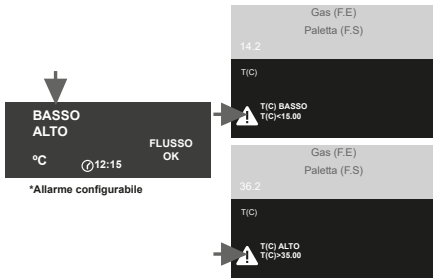 BASSO
ALTO
ºC
12:15
FLUSSO
OK
*Allarme configurabile
Gas (F.E)
Paletta (F.S)
14.2
T(C)
T(C) BASSO
T(C)<15.00
Gas (F.E)
Paletta (F.S)
36.2
T(C)
T(C) ALTO
T(C)>35.00